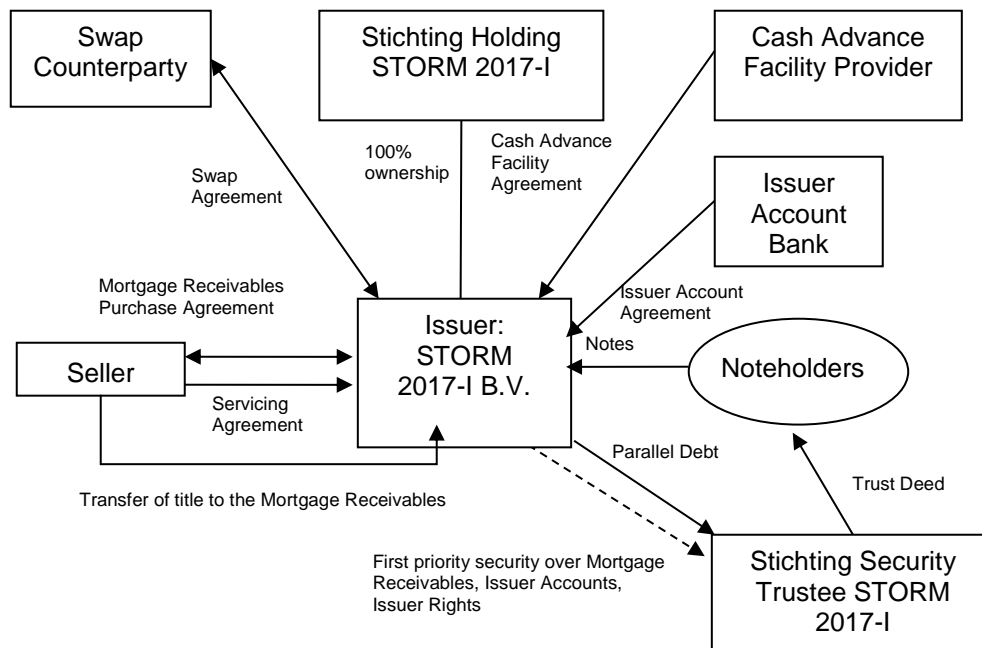 Swap
Counterparty
Stichting Holding
STORM 2017-I
Cash Advance
Facility Provider
100%
ownership
Cash Advance
Facility
Agreement
Swap
Agreement
Issuer
Account
Bank
Mortgage Receivables
Purchase Agreement
Issuer Account
Agreement
Issuer:
STORM
2017-I B.V.
Notes
Seller
Noteholders
Servicing
Agreement
Parallel Debt
Trust Deed
Transfer of title to the Mortgage Receivables
First priority security over Mortgage
Receivables, Issuer Accounts,
Issuer Rights
Stichting Security
Trustee STORM
2017-I